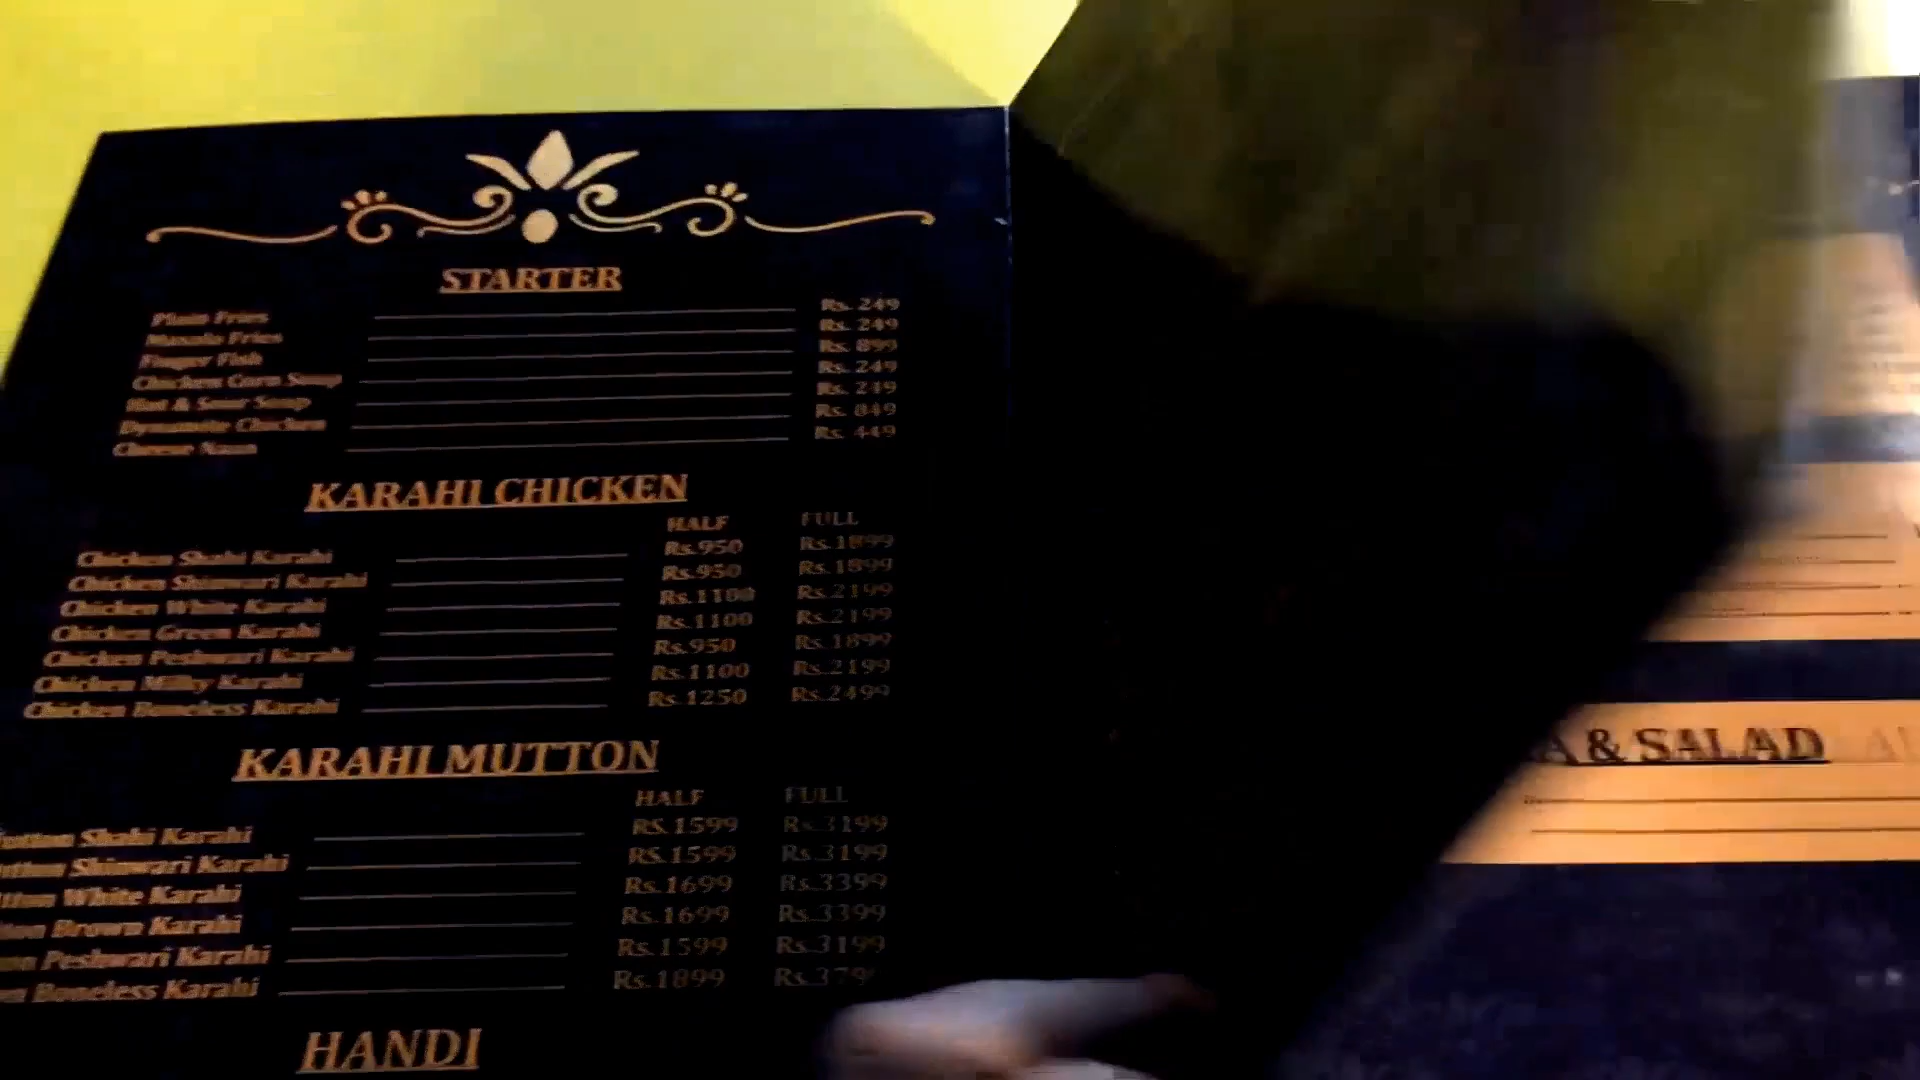 STARTER
Plain Fries Rs. 249
Masala Fries Rs. 249
Finger Fish Rs. 899
Chicken Corn Soup Rs. 249
Hot & Sour Soup Rs. 249
Dynamite Chicken Rs. 849
Cheese Naan Rs. 449
KARAHI CHICKEN
HALF FULL
Chicken Shahi Karahi Rs.950 Rs.1899
Chicken Shinwari Karahi Rs.950 Rs.1899
Chicken White Karahi Rs.1100 Rs.2199
Chicken Green Karahi Rs.1100 Rs.2199
Chicken Peshwari Karahi Rs.950 Rs.1899
Chicken Milky Karahi Rs.1100 Rs.2199
Chicken Boneless Karahi Rs.1250 Rs.2499
KARAHI MUTTON
HALF FULL
Shahi Karahi RS.1599 Rs.3199
Shinwari Karahi RS.1599 Rs.3199
White Karahi Rs.1699 Rs.3399
Brown Karahi Rs.1699 Rs.3399
Peshwari Karahi Rs.1599 Rs.3199
Boneless Karahi Rs.1899
HANDI
& SALAD